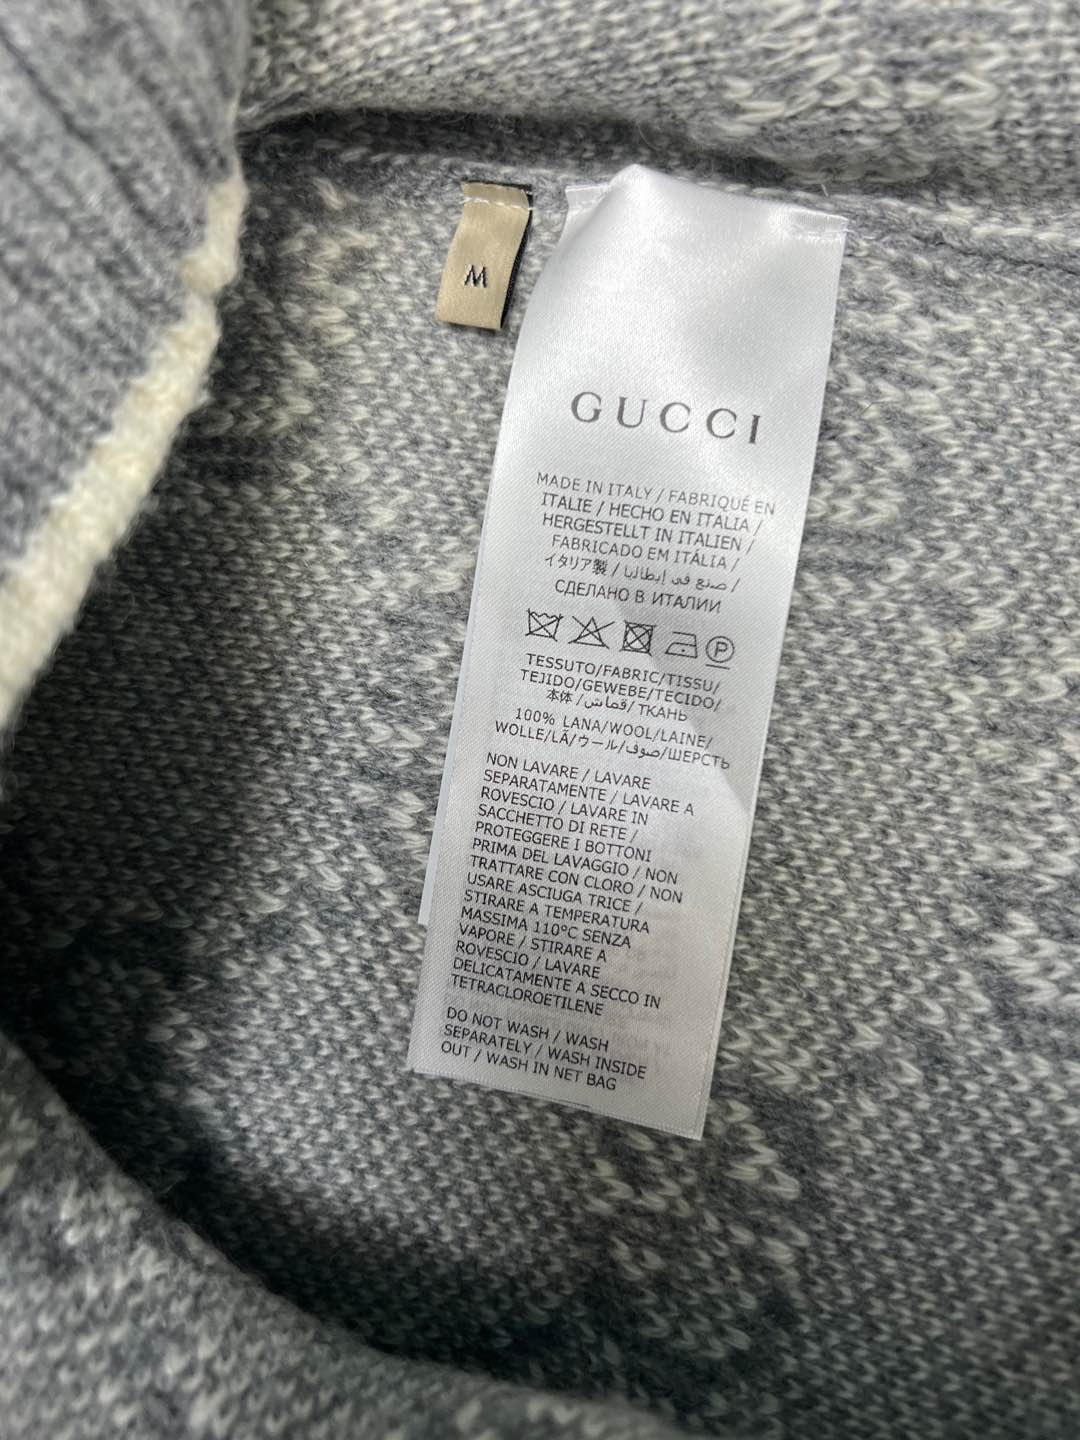 M
GUCCI
MADE IN ITALY / FABRIQUÉ EN
ITALIE / HECHO EN ITALIA /
HERGESTELLT IN ITALIEN /
FABRICADO EM ITÁLIA /
イタリア製 / صنع في إيطاليا /
СДЕЛАНО В ИТАЛИИ
P
TESSUTO/FABRIC/TISSU/
TEJIDO/GEWEBE/TECIDO/
本体 /قماش/ ТКАНЬ
100% LANA/WOOL/LAINE/
WOLLE/LÃ/ウール/صوف/ШЕРСТЬ
NON LAVARE / LAVARE
SEPARATAMENTE / LAVARE A
ROVESCIO / LAVARE IN
SACCHETTO DI RETE /
PROTEGGERE I BOTTONI
PRIMA DEL LAVAGGIO / NON
TRATTARE CON CLORO / NON
USARE ASCIUGA TRICE /
STIRARE A TEMPERATURA
MASSIMA 110°C SENZA
VAPORE / STIRARE A
ROVESCIO / LAVARE
DELICATAMENTE A SECCO IN
TETRACLOROETILENE
DO NOT WASH / WASH
SEPARATELY / WASH INSIDE
OUT / WASH IN NET BAG